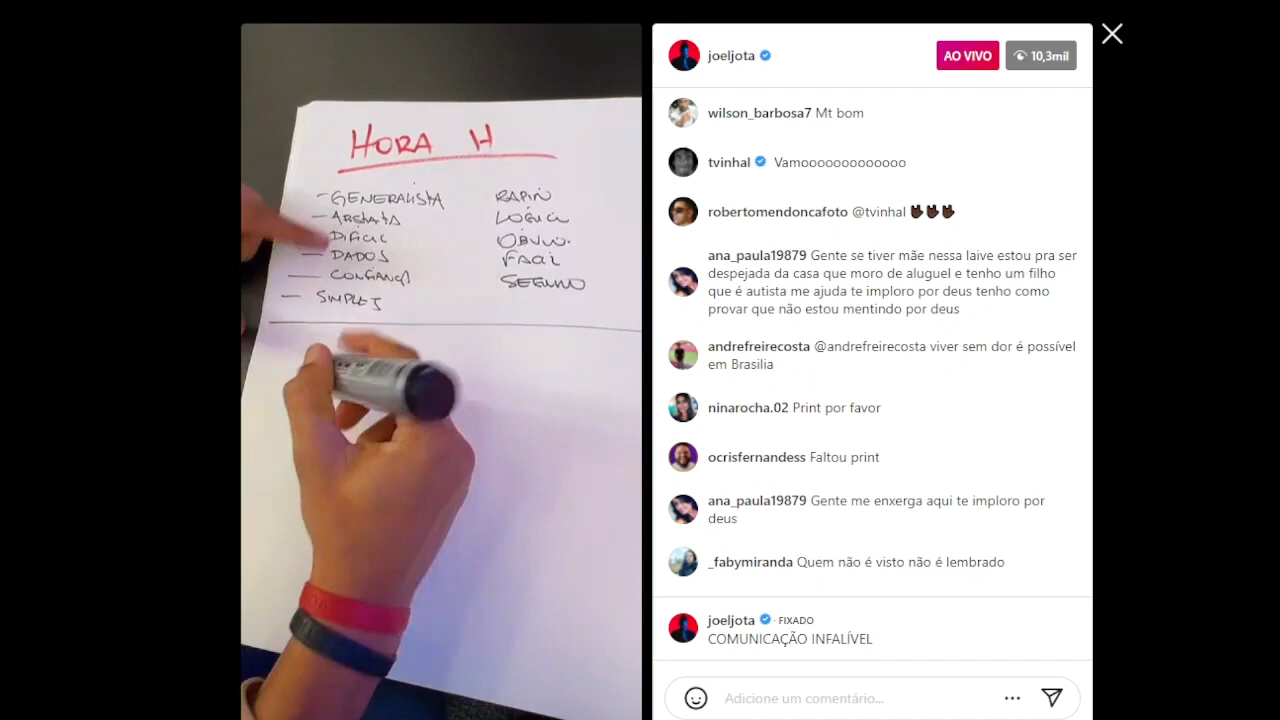 HORA H
- GENERALISTA
RAPIDO
LÓGICA
- DIFICIL
ÓBVIO.
- DADOS
FACIL
- CONFIANÇA
SEGURO
- SIMPLES
joeljota
AO VIVO
10,3mil
wilson_barbosa7 Mt bom
tvinhal Vamooooooooooooo
robertomendoncafoto @tvinhal 🤘🏿🤘🏿🤘🏿
ana_paula19879 Gente se tiver mãe nessa laive estou pra ser
despejada da casa que moro de aluguel e tenho um filho
que é autista me ajuda te imploro por deus tenho como
provar que não estou mentindo por deus
andrefreirecosta @andrefreirecosta viver sem dor é possível
em Brasilia
ninarocha.02 Print por favor
ocrisfernandess Faltou print
ana_paula19879 Gente me enxerga aqui te imploro por
deus
_fabymiranda Quem não é visto não é lembrado
joeljota · FIXADO
COMUNICAÇÃO INFALÍVEL
Adicione um comentário...